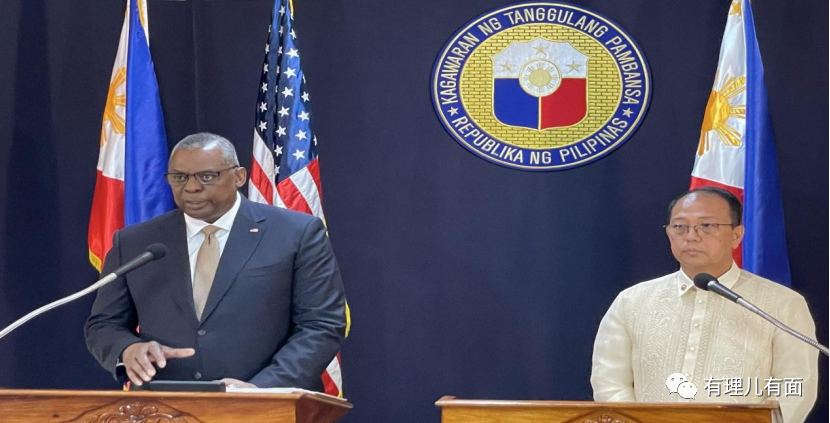 KAGAWARAN NG TANGGULANG PAMBANSA
REPUBLIKA NG PILIPINAS
有理儿有面